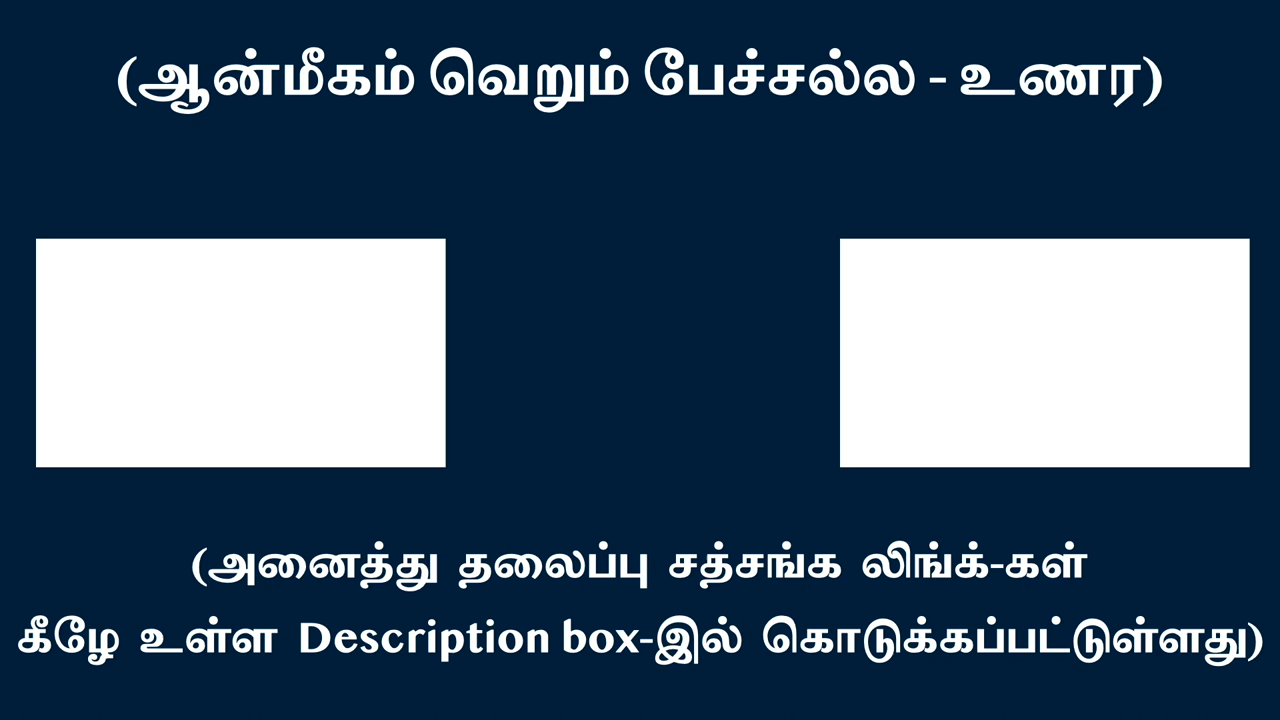 (ஆன்மீகம் வெறும் பேச்சல்ல - உணர)
(அனைத்து தலைப்பு சத்சங்க லிங்க்-கள்
கீழே உள்ள Description box-இல் கொடுக்கப்பட்டுள்ளது)